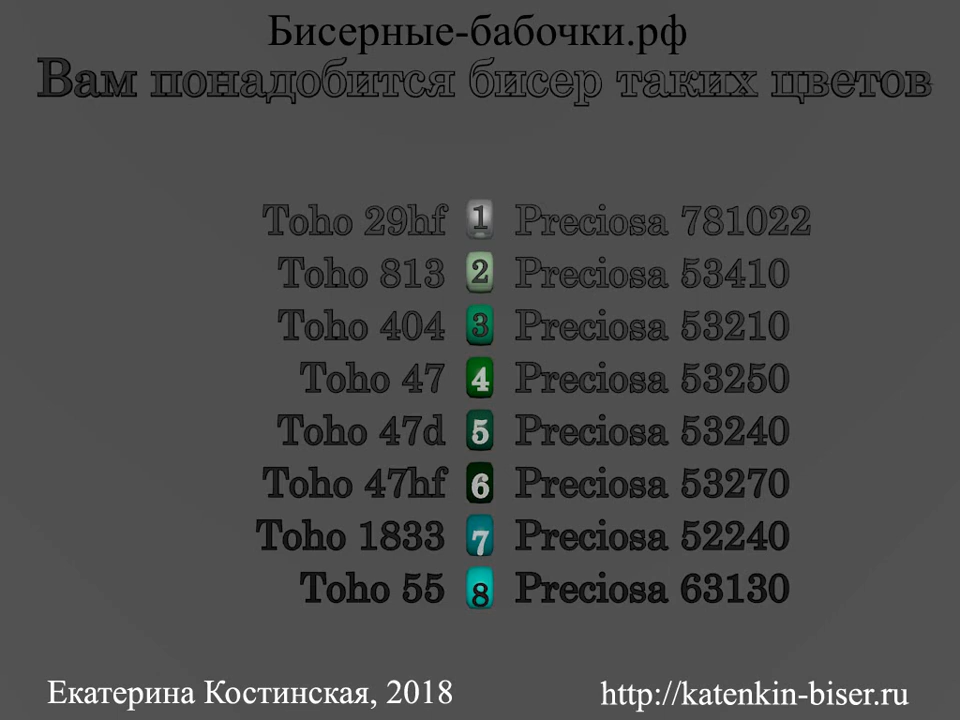 Бисерные-бабочки.рф
Вам понадобится бисер таких цветов
Toho 29hf 1 Preciosa 781022
Toho 813 2 Preciosa 53410
Toho 404 3 Preciosa 53210
Toho 47 4 Preciosa 53250
Toho 47d 5 Preciosa 53240
Toho 47hf 6 Preciosa 53270
Toho 1833 7 Preciosa 52240
Toho 55 8 Preciosa 63130
Екатерина Костинская, 2018 http://katenkin-biser.ru